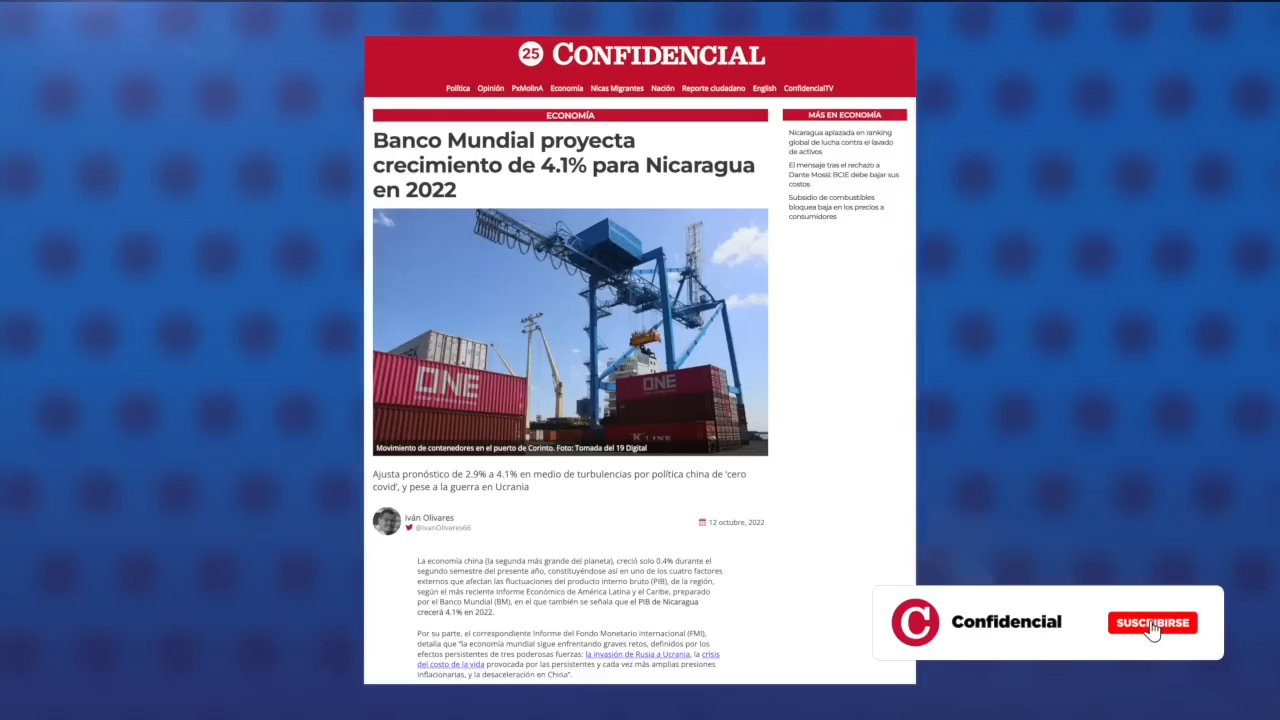 25 CONFIDENCIAL
Política Opinión PxMolinA Economía Nicas Migrantes Nación Reporte ciudadano English ConfidencialTV
ECONOMÍA
Banco Mundial proyecta
crecimiento de 4.1% para Nicaragua
en 2022
ONE
ONE
K LINE
Movimiento de contenedores en el puerto de Corinto. Foto: Tomada del 19 Digital
Ajusta pronóstico de 2.9% a 4.1% en medio de turbulencias por política china de ‘cero
covid’, y pese a la guerra en Ucrania
Iván Olivares
@IvanOlivares66
12 octubre, 2022
La economía china (la segunda más grande del planeta), creció solo 0.4% durante el
segundo semestre del presente año, constituyéndose así en uno de los cuatro factores
externos que afectan las fluctuaciones del producto interno bruto (PIB), de la región,
según el más reciente Informe Económico de América Latina y el Caribe, preparado
por el Banco Mundial (BM), en el que también se señala que el PIB de Nicaragua
crecerá 4.1% en 2022.
Por su parte, el correspondiente Informe del Fondo Monetario internacional (FMI),
detalla que “la economía mundial sigue enfrentando graves retos, definidos por los
efectos persistentes de tres poderosas fuerzas: la invasión de Rusia a Ucrania, la crisis
del costo de la vida provocada por las persistentes y cada vez más amplias presiones
inflacionarias, y la desaceleración en China”.
MÁS EN ECONOMÍA
Nicaragua aplazada en ranking
global de lucha contra el lavado
de activos
El mensaje tras el rechazo a
Dante Mossi: BCIE debe bajar sus
costos
Subsidio de combustibles
bloquea baja en los precios a
consumidores
C Confidencial
SUSCRIBIRSE